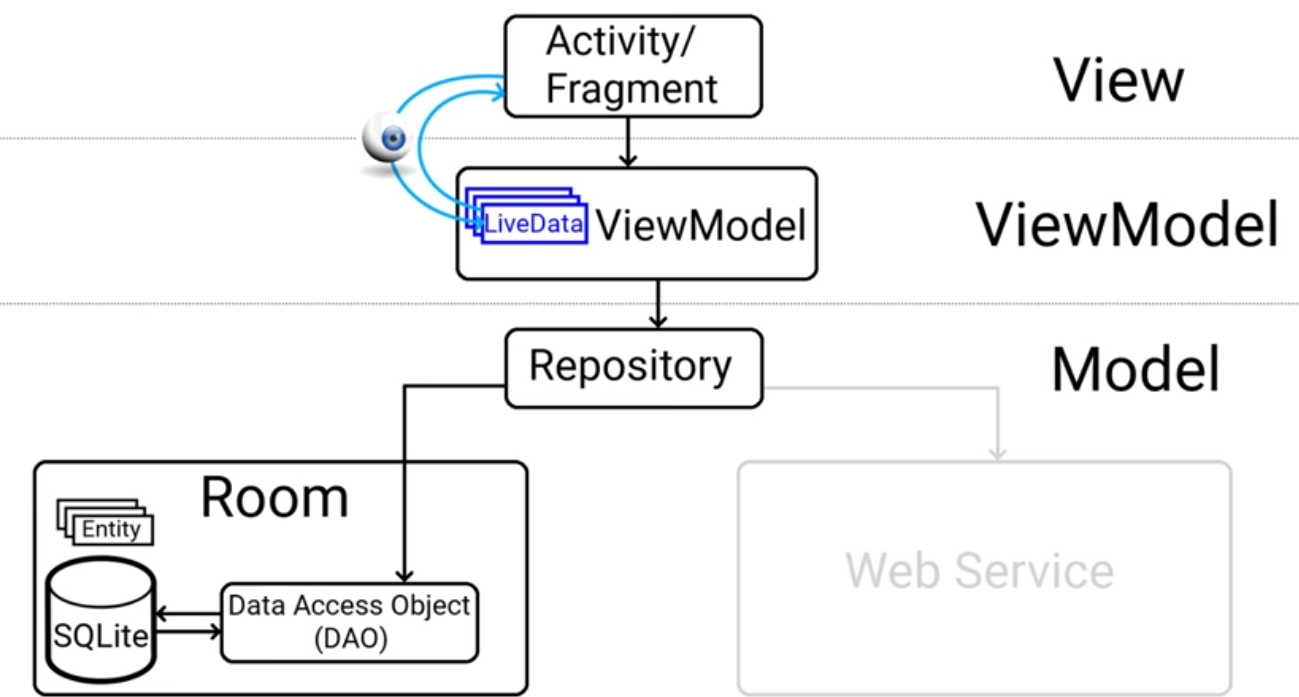 Activity/
Fragment
View
LiveData
ViewModel
ViewModel
Repository
Model
Room
Entity
SQLite
Data Access Object
(DAO)
Web Service